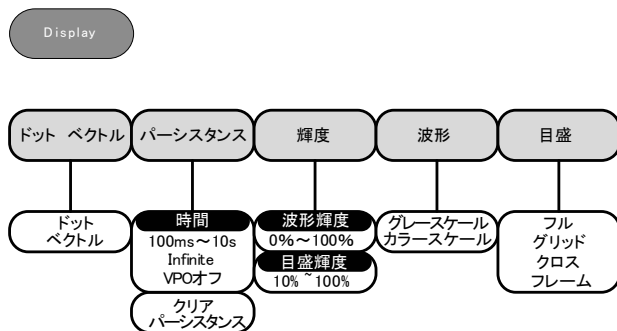 Display
ドット ベクトル
パーシスタンス
輝度
波形
目盛
ドット
ベクトル
時間
100ms～10s
Infinite
VPOオフ
クリア
パーシスタンス
波形輝度
0％～100％
目盛輝度
10% ~ 100%
グレースケール
カラースケール
フル
グリッド
クロス
フレーム